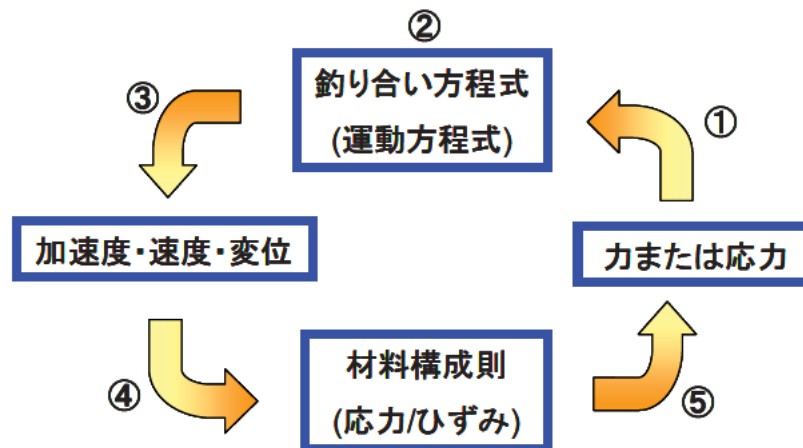 ②
釣り合い方程式
(運動方程式)
③
①
加速度・速度・変位
力または応力
材料構成則
(応力/ひずみ)
④
⑤